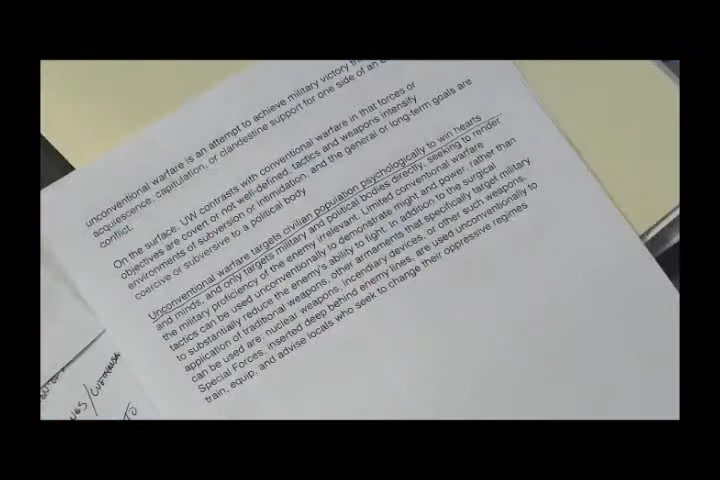 unconventional warfare is an attempt to achieve military victory
acquiescence, capitulation, or clandestine support for one side of an
conflict.
On the surface, UW contrasts with conventional warfare in that forces or
objectives are covert or not well-defined, tactics and weapons intensify
environments of subversion or intimidation, and the general or long-term goals are
coercive or subversive to a political body
Unconventional warfare targets civilian population psychologically to win hearts
and minds, and only targets military and political bodies directly, seeking to render
the military proficiency of the enemy irrelevant. Limited conventional warfare
tactics can be used unconventionally to demonstrate might and power, rather than
to substantially reduce the enemy's ability to fight. In addition to the surgical
application of traditional weapons, other armaments that specifically target military
can be used are: nuclear weapons, incendiary devices, or other such weapons,
Special Forces, inserted deep behind enemy lines, are used unconventionally to
train, equip, and advise locals who seek to change their oppressive regimes